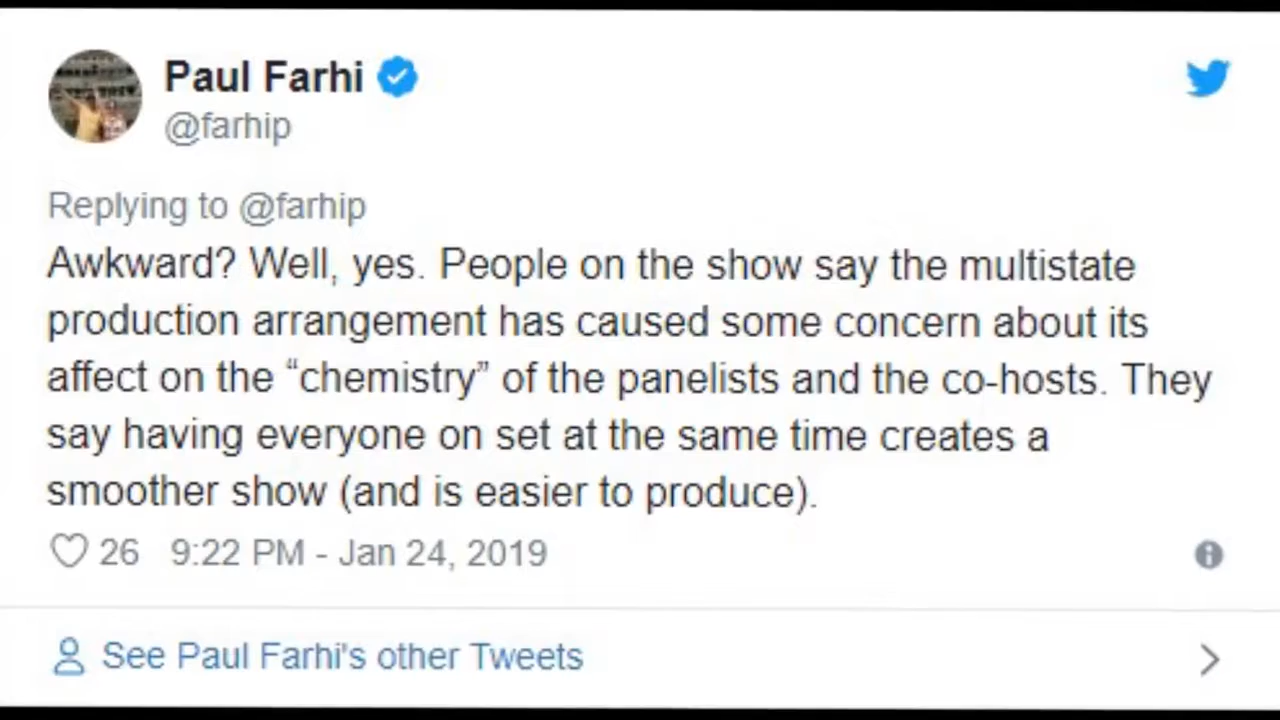 Paul Farhi
@farhip
Replying to @farhip
Awkward? Well, yes. People on the show say the multistate
production arrangement has caused some concern about its
affect on the “chemistry” of the panelists and the co-hosts. They
say having everyone on set at the same time creates a
smoother show (and is easier to produce).
26 9:22 PM - Jan 24, 2019
See Paul Farhi's other Tweets